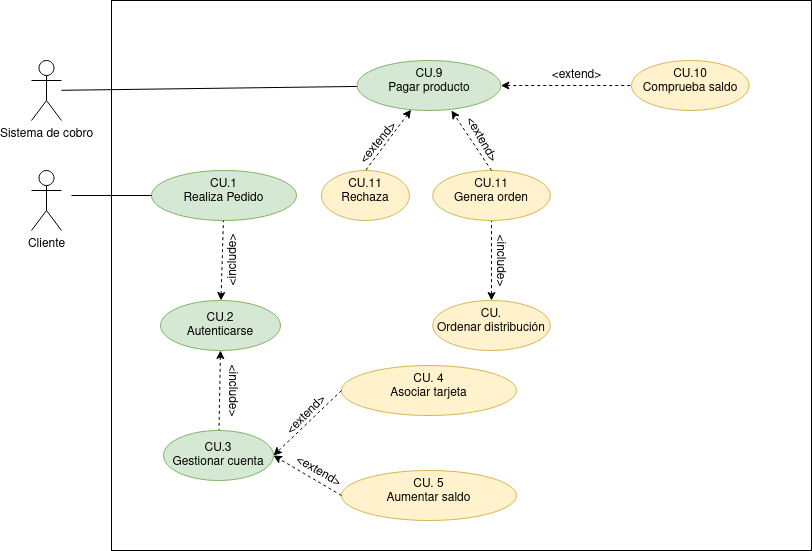 CU.9
Pagar producto
<extend>
CU.10
Comprueba saldo
Sistema de cobro
<extend>
<extend>
CU.1
Realiza Pedido
CU.11
Rechaza
CU.11
Genera orden
Cliente
<include>
<include>
CU.2
Autenticarse
CU.
Ordenar distribución
<include>
CU. 4
Asociar tarjeta
<extend>
CU.3
Gestionar cuenta
<extend>
CU. 5
Aumentar saldo